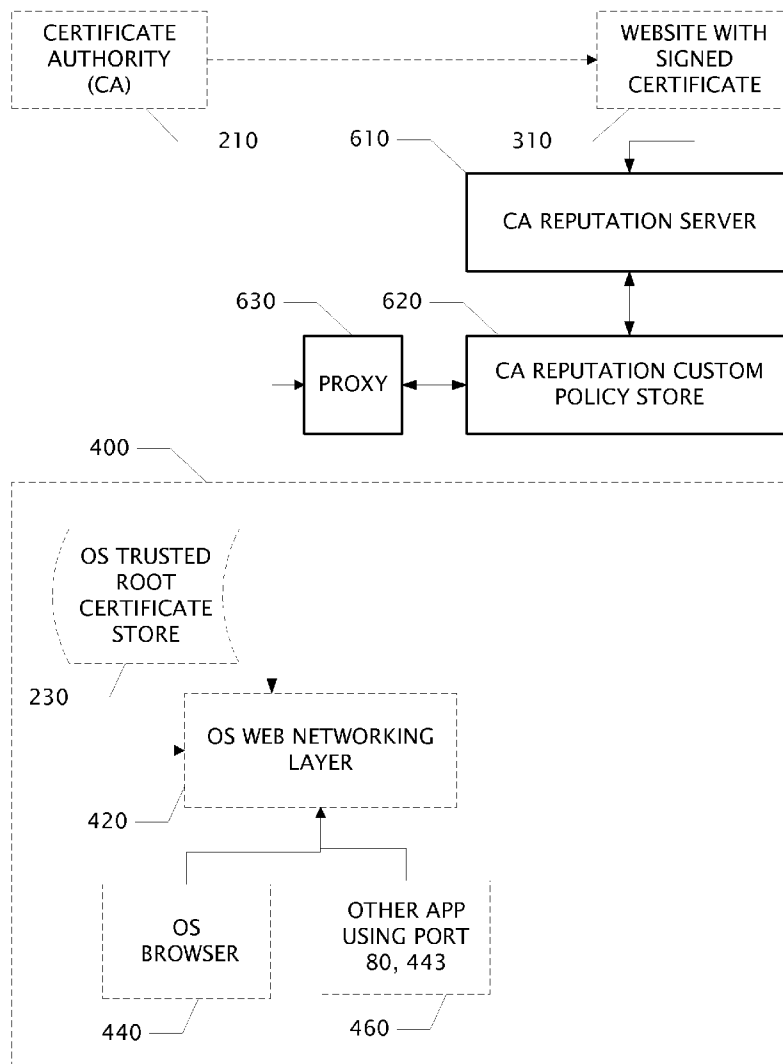 CERTIFICATE
AUTHORITY
(CA)
WEBSITE WITH
SIGNED
CERTIFICATE
210
610
310
CA REPUTATION SERVER
630
620
PROXY
CA REPUTATION CUSTOM
POLICY STORE
400
OS TRUSTED
ROOT
CERTIFICATE
STORE
230
OS WEB NETWORKING
LAYER
420
OS
BROWSER
OTHER APP
USING PORT
80, 443
440
460